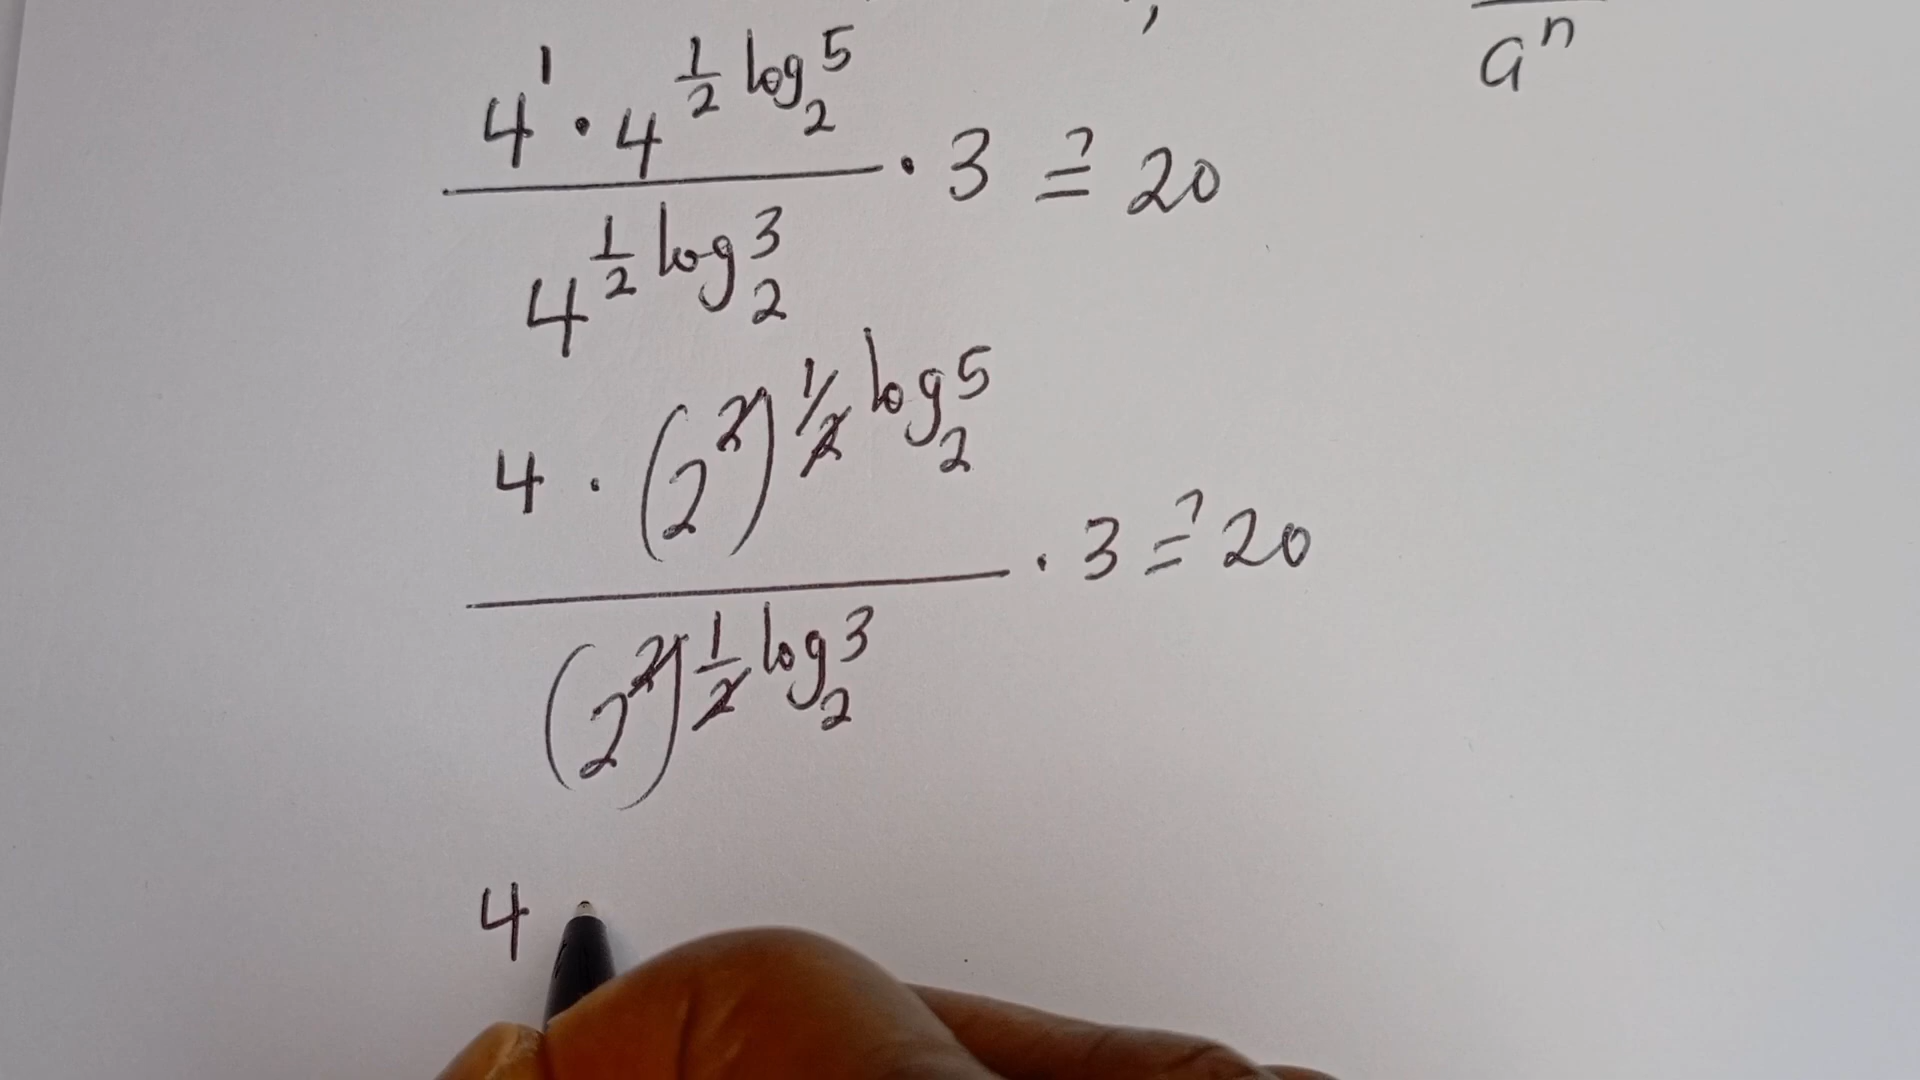 ,
aⁿ
4¹ · 4^(1/2 log₂ 5) / 4^(1/2 log₂ 3) · 3 ≟ 20
4 · (2²)^(1/2 log₂ 5) / (2²)^(1/2 log₂ 3) · 3 ≟ 20
4